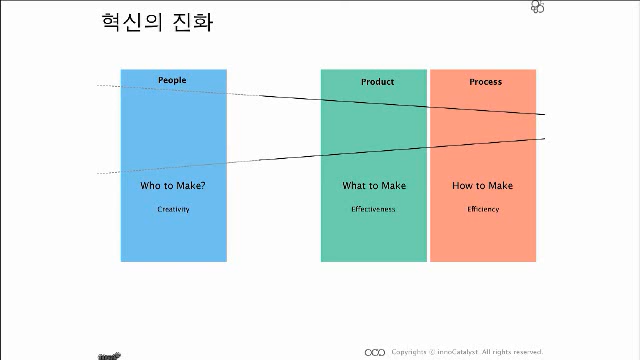 혁신의 진화
People
Product
Process
Who to Make?
What to Make
How to Make
Creativity
Effectiveness
Efficiency
Copyrights ⓒ innoCatalyst. All rights reserved.